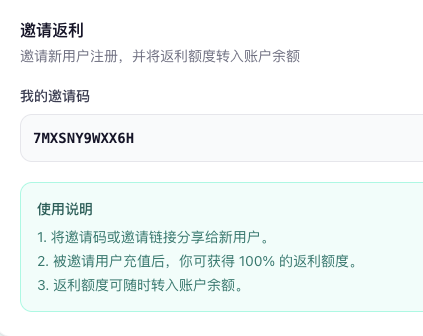 邀请返利
邀请新用户注册，并将返利额度转入账户余额
我的邀请码
7MXSNY9WXX6H
使用说明
1. 将邀请码或邀请链接分享给新用户。
2. 被邀请用户充值后，你可获得 100% 的返利额度。
3. 返利额度可随时转入账户余额。